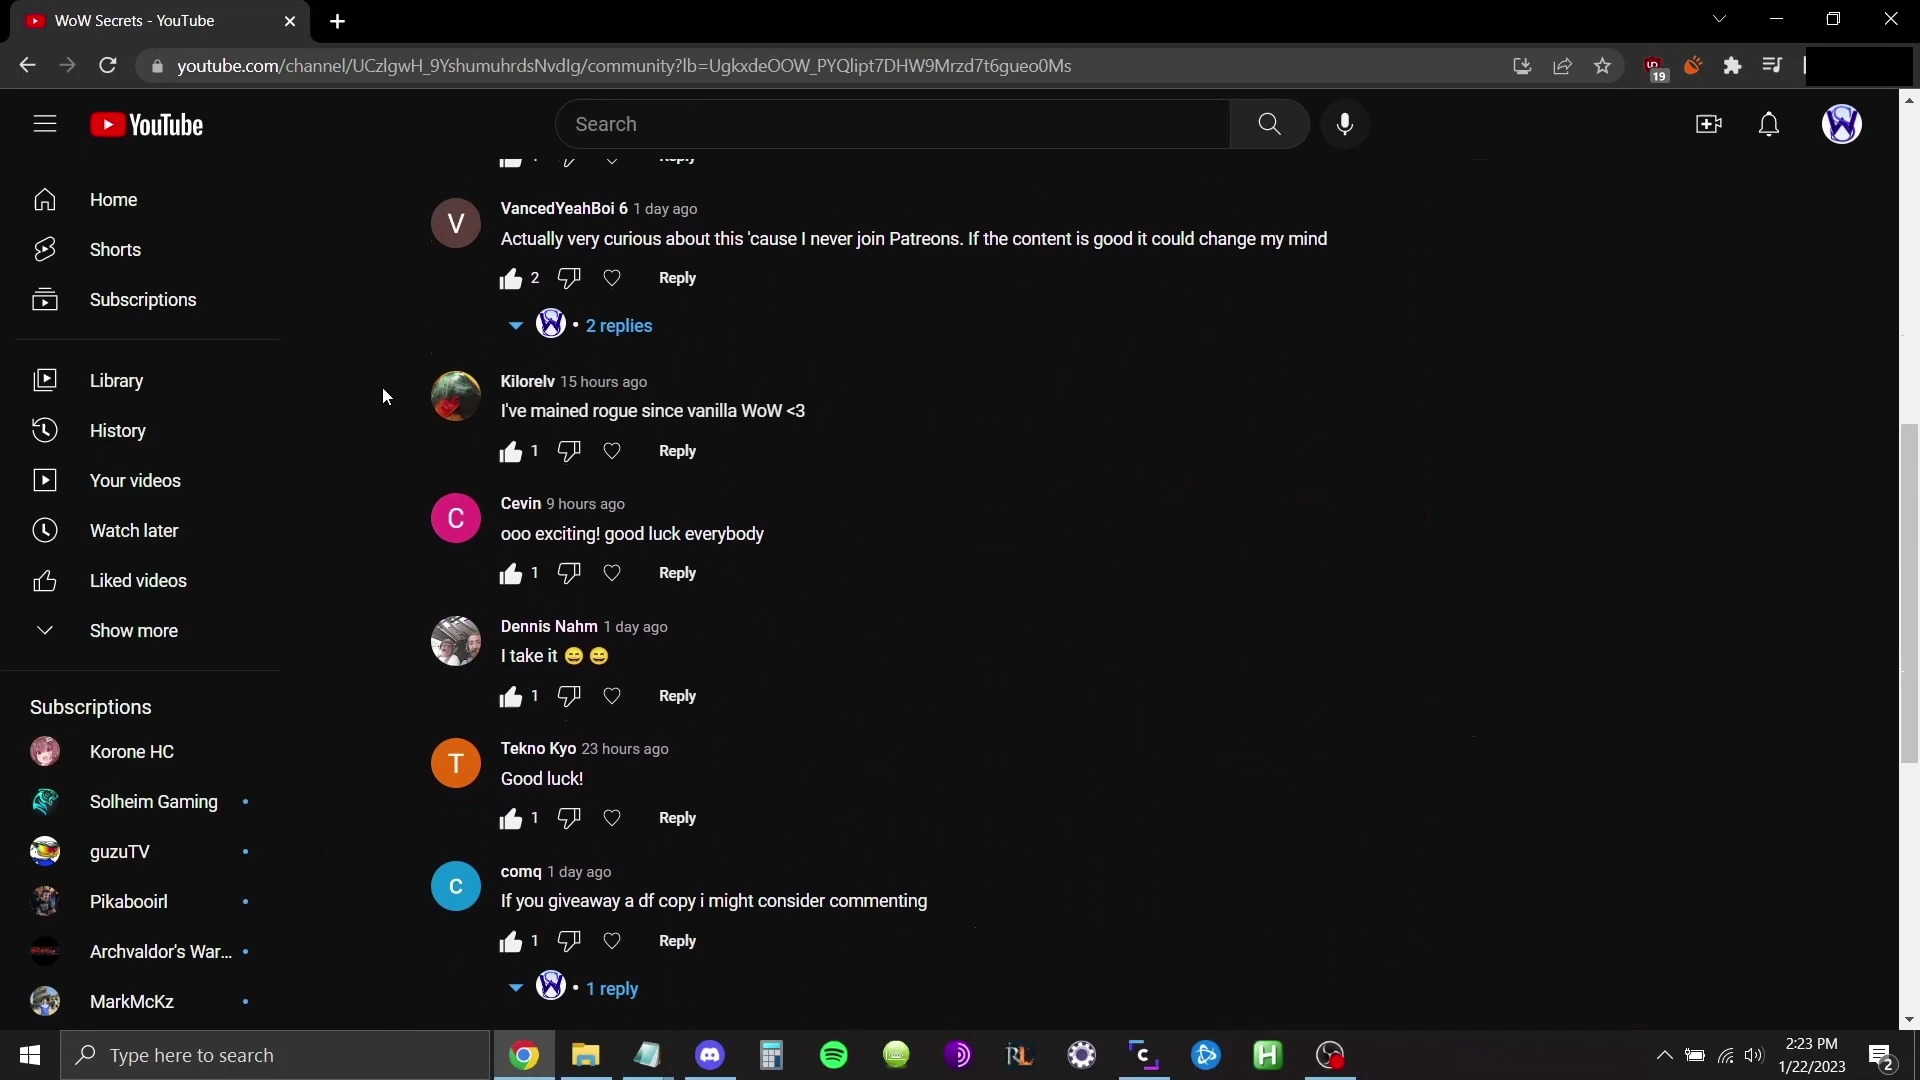 WoW Secrets - YouTube
youtube.com/channel/UCzlgwH_9YshumuhrdsNvdlg/community?lb=UgkxdeOOW_PYQlipt7DHW9Mrzd7t6gueo0Ms
19
YouTube
Search
Reply
Home
Shorts
Subscriptions
Library
History
Your videos
Watch later
Liked videos
Show more
Subscriptions
Korone HC
Solheim Gaming
guzuTV
Pikabooirl
Archvaldor's War...
MarkMcKz
V
VancedYeahBoi 6 1 day ago
Actually very curious about this 'cause I never join Patreons. If the content is good it could change my mind
2 Reply
W • 2 replies
Kilorelv 15 hours ago
I've mained rogue since vanilla WoW <3
1 Reply
C
Cevin 9 hours ago
ooo exciting! good luck everybody
1 Reply
Dennis Nahm 1 day ago
I take it 😄 😄
1 Reply
T
Tekno Kyo 23 hours ago
Good luck!
1 Reply
c
comq 1 day ago
If you giveaway a df copy i might consider commenting
1 Reply
W • 1 reply
Type here to search
2:23 PM
1/22/2023
2